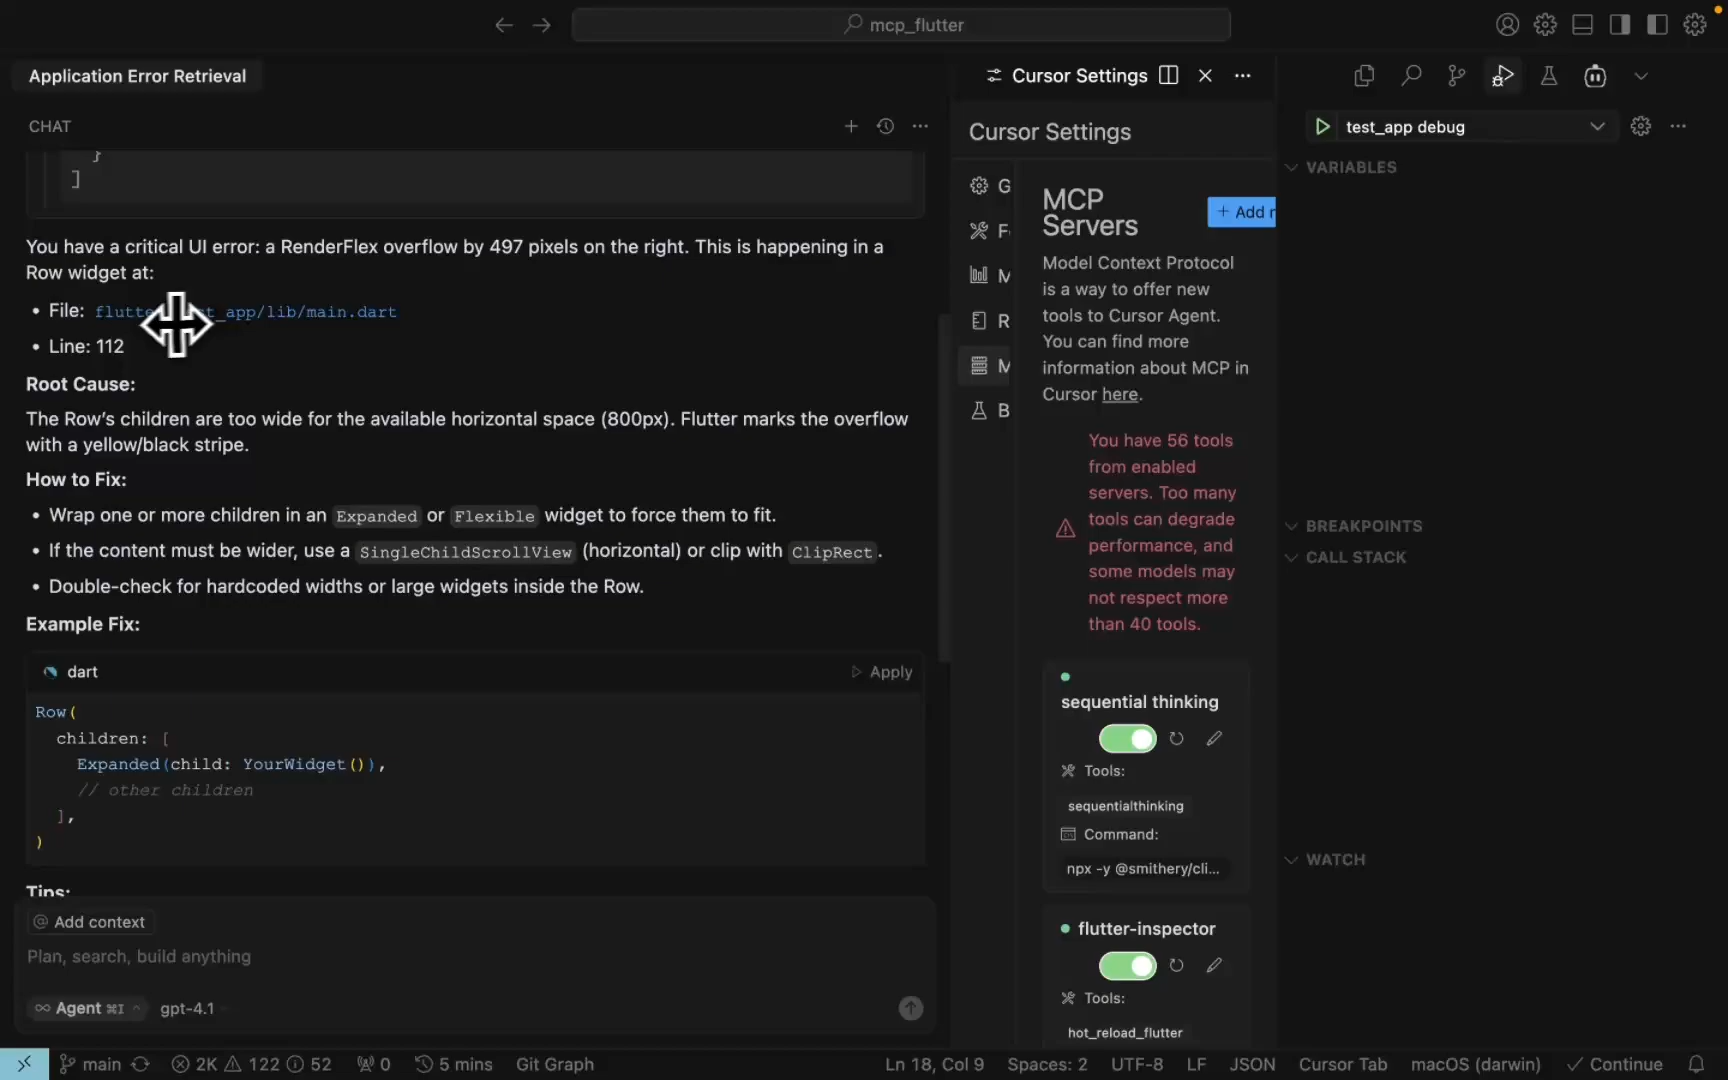 mcp_flutter
Application Error Retrieval
CHAT
}
]
You have a critical UI error: a RenderFlex overflow by 497 pixels on the right. This is happening in a
Row widget at:
• File: flutte st_app/lib/main.dart
• Line: 112
Root Cause:
The Row’s children are too wide for the available horizontal space (800px). Flutter marks the overflow
with a yellow/black stripe.
How to Fix:
• Wrap one or more children in an Expanded or Flexible widget to force them to fit.
• If the content must be wider, use a SingleChildScrollView (horizontal) or clip with ClipRect.
• Double-check for hardcoded widths or large widgets inside the Row.
Example Fix:
dart
Apply
Row(
children: [
Expanded(child: YourWidget()),
// other children
],
)
Tips:
@ Add context
Plan, search, build anything
∞ Agent ⌘I
gpt-4.1
Cursor Settings
Cursor Settings
G
F
M
R
M
B
MCP
Servers
+ Add r
Model Context Protocol
is a way to offer new
tools to Cursor Agent.
You can find more
information about MCP in
Cursor here.
You have 56 tools
from enabled
servers. Too many
tools can degrade
performance, and
some models may
not respect more
than 40 tools.
sequential thinking
Tools:
sequentialthinking
Command:
npx -y @smithery/cli...
flutter-inspector
Tools:
hot_reload_flutter
test_app debug
VARIABLES
BREAKPOINTS
CALL STACK
WATCH
main
2K
122
52
0
5 mins
Git Graph
Ln 18, Col 9
Spaces: 2
UTF-8
LF
JSON
Cursor Tab
macOS (darwin)
Continue